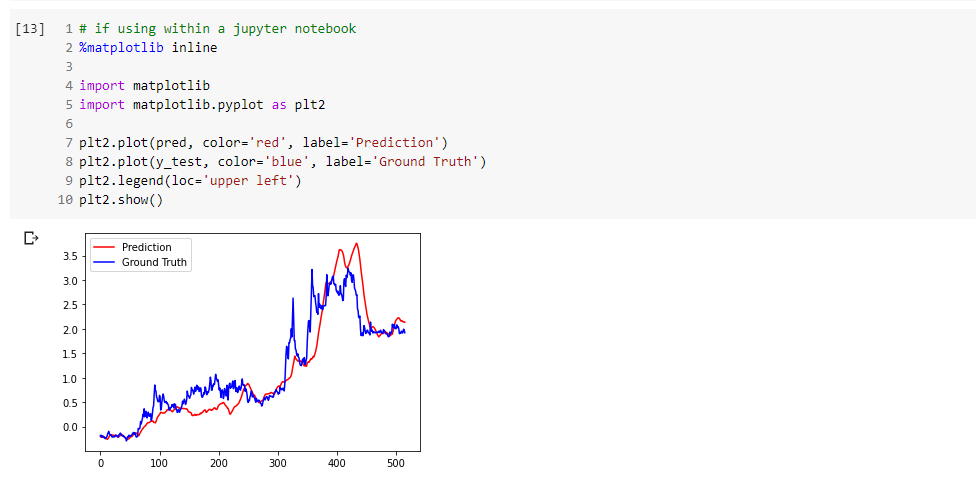 [13] 1 # if using within a jupyter notebook
2 %matplotlib inline
3
4 import matplotlib
5 import matplotlib.pyplot as plt2
6
7 plt2.plot(pred, color='red', label='Prediction')
8 plt2.plot(y_test, color='blue', label='Ground Truth')
9 plt2.legend(loc='upper left')
10 plt2.show()
Prediction
Ground Truth
3.5
3.0
2.5
2.0
1.5
1.0
0.5
0.0
0 100 200 300 400 500